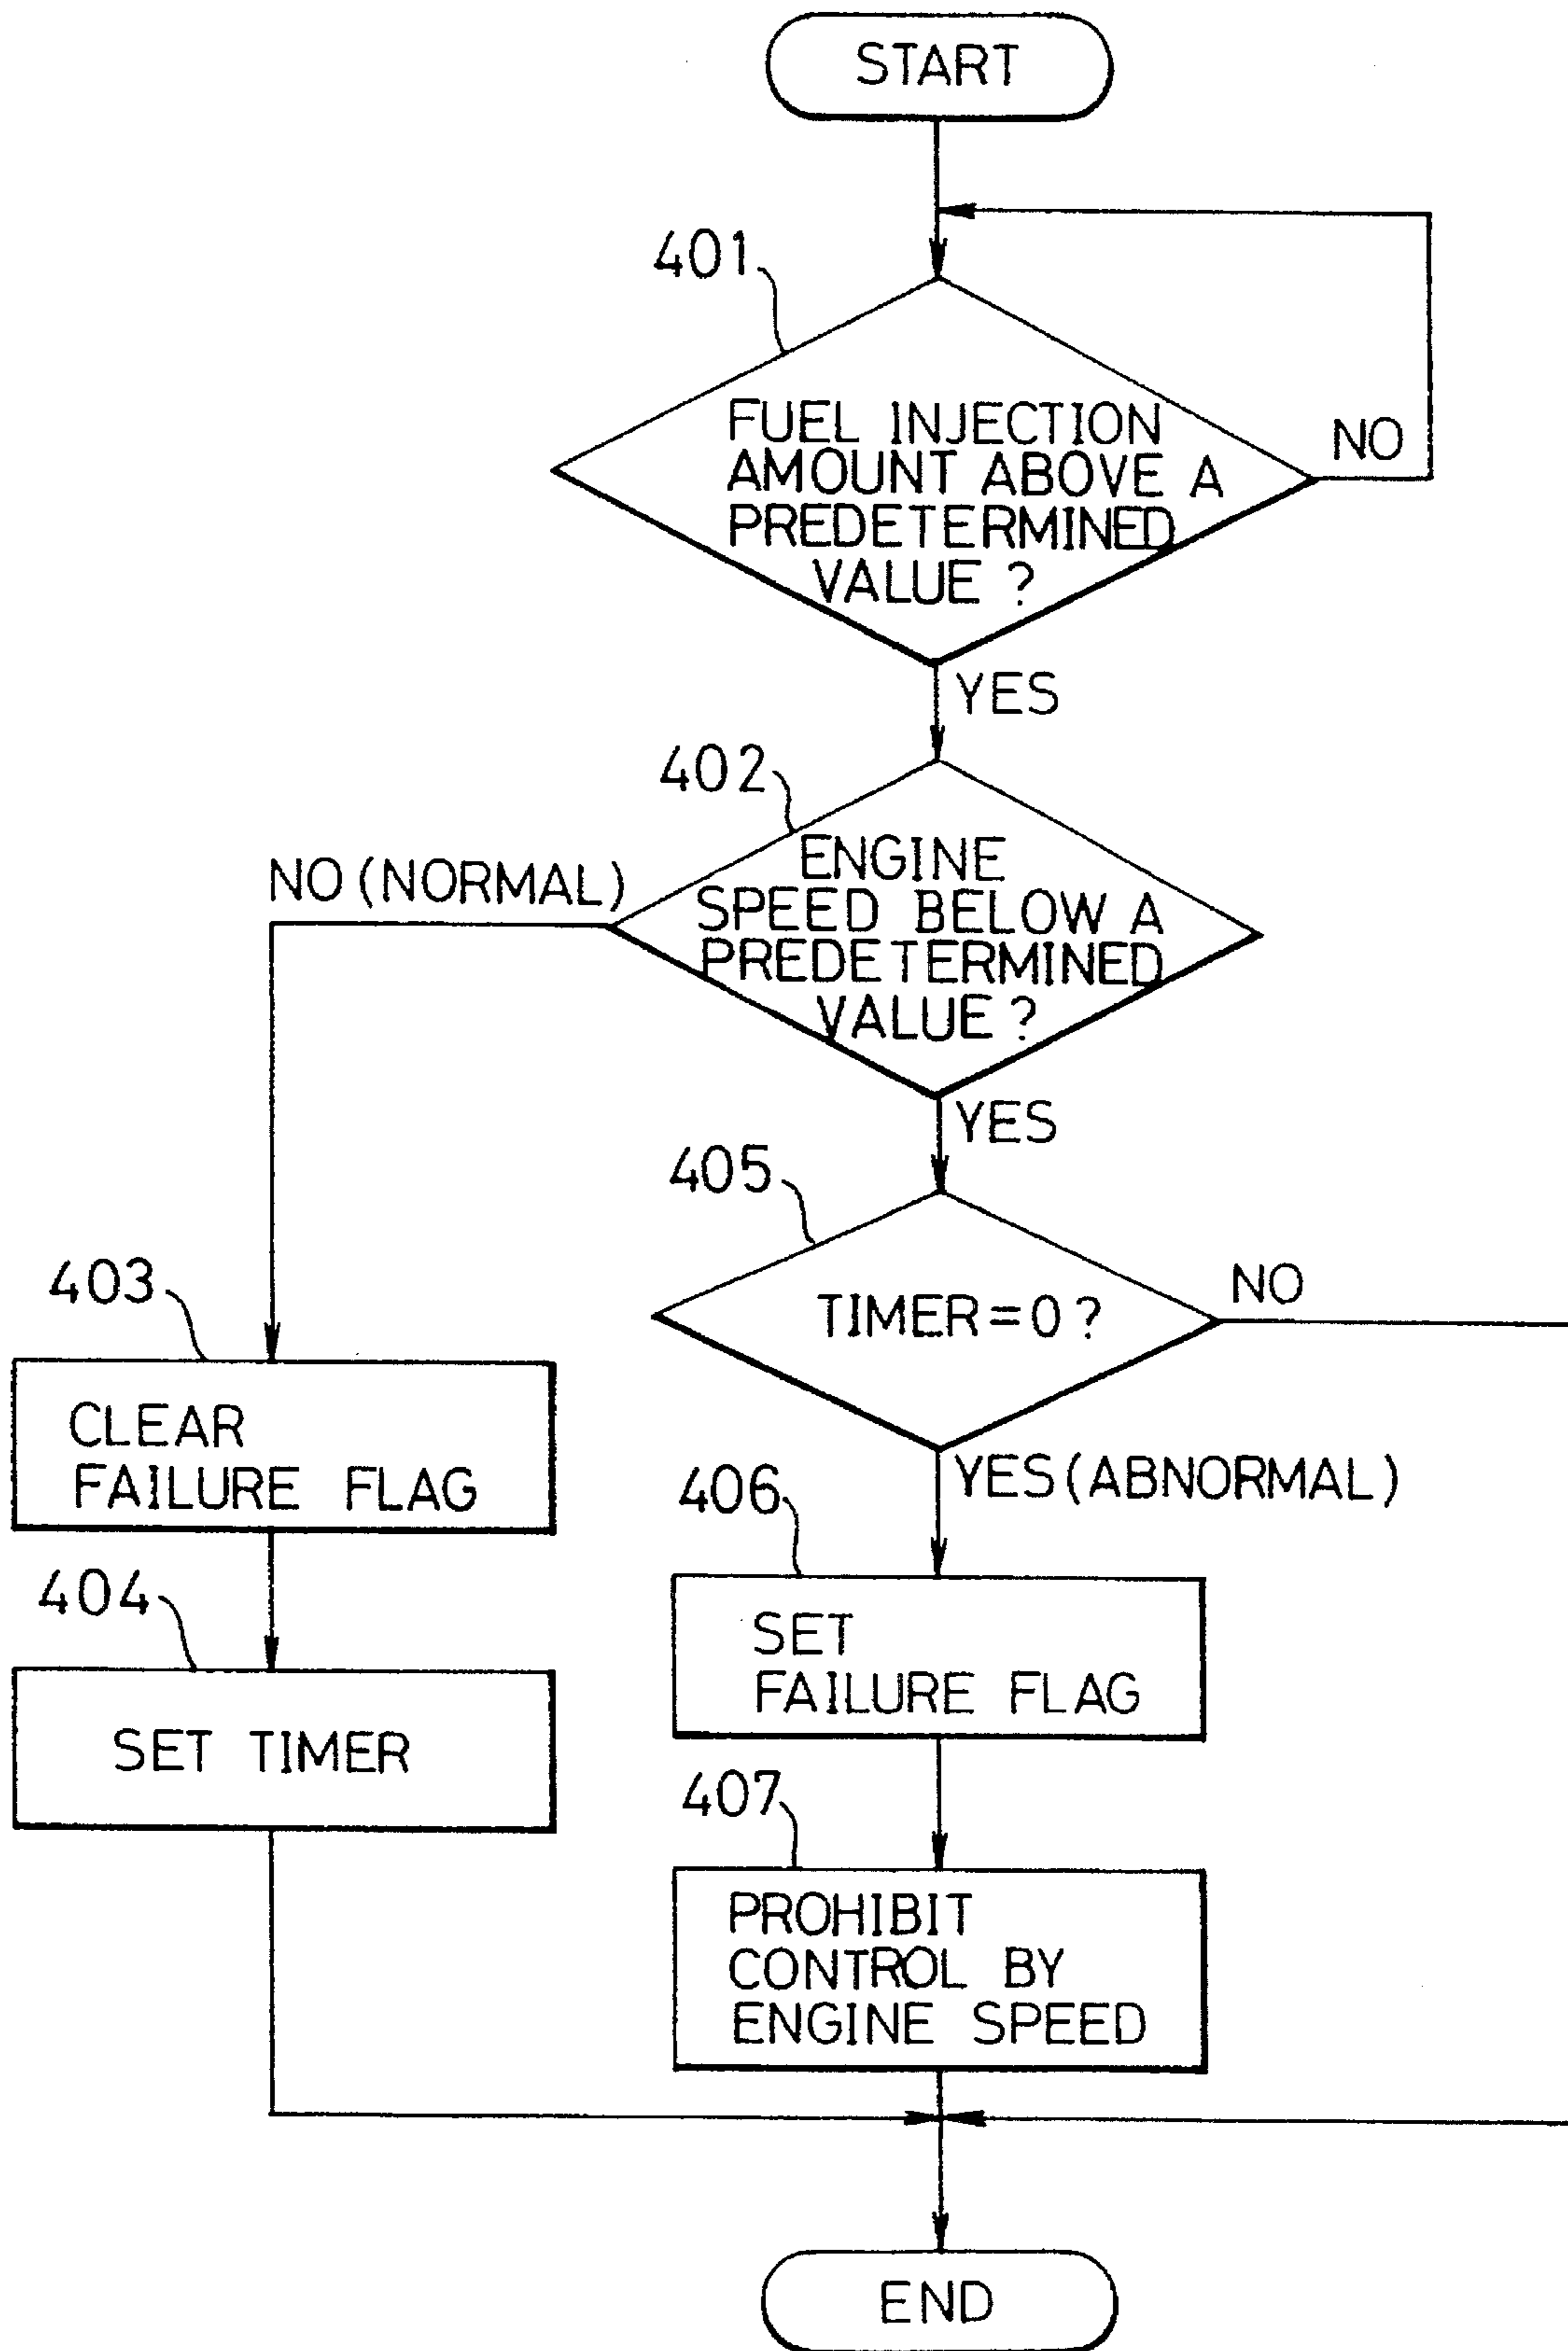 START
401
FUEL INJECTION
AMOUNT ABOVE A
PREDETERMINED
VALUE ?
NO
YES
402
ENGINE
SPEED BELOW A
PREDETERMINED
VALUE ?
NO (NORMAL)
YES
405
TIMER = 0 ?
NO
403
CLEAR
FAILURE FLAG
YES (ABNORMAL)
406
SET
FAILURE FLAG
404
SET TIMER
407
PROHIBIT
CONTROL BY
ENGINE SPEED
END